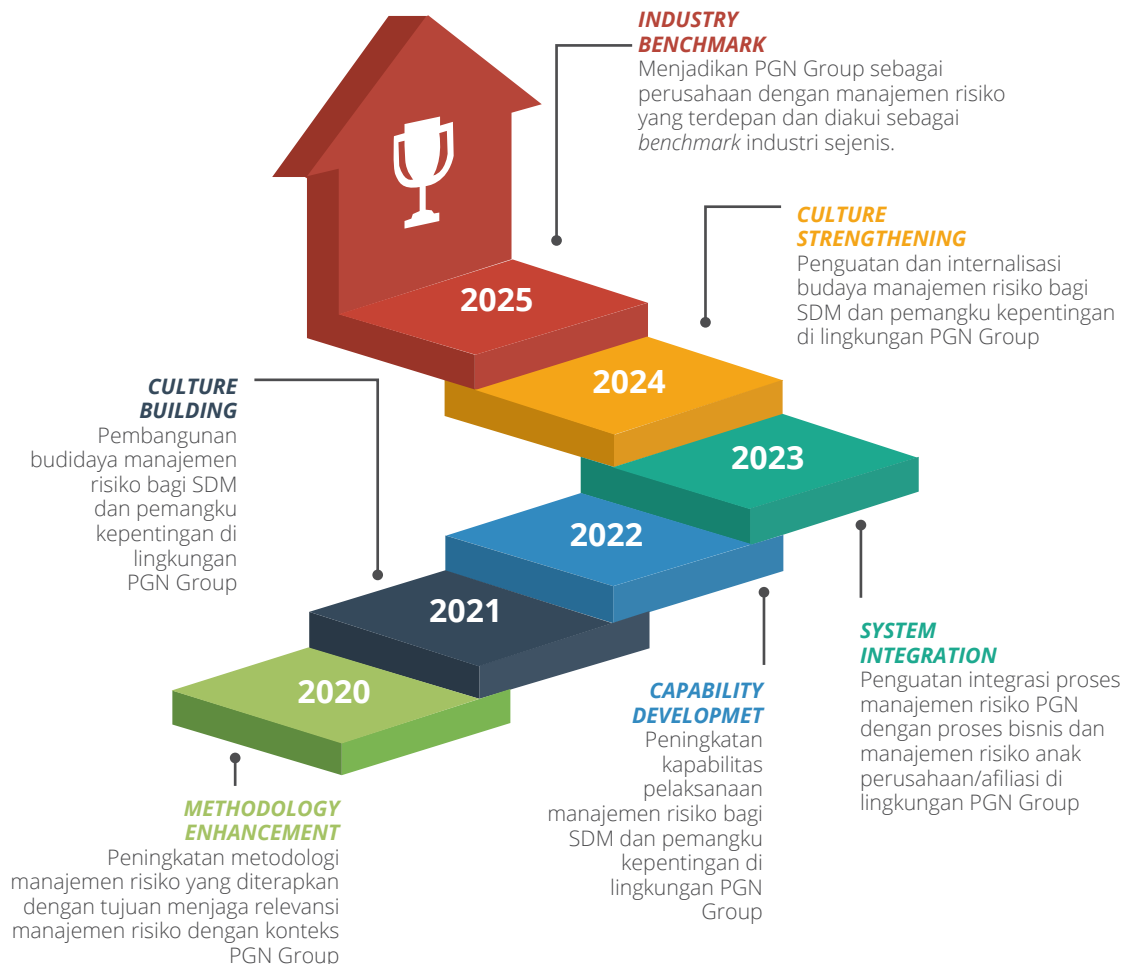 INDUSTRY
BENCHMARK
Menjadikan PGN Group sebagai
perusahaan dengan manajemen risiko
yang terdepan dan diakui sebagai
benchmark industri sejenis.
2025
CULTURE
STRENGTHENING
Penguatan dan internalisasi
budaya manajemen risiko bagi
SDM dan pemangku kepentingan
di lingkungan PGN Group
2024
2023
SYSTEM
INTEGRATION
Penguatan integrasi proses
manajemen risiko PGN
dengan proses bisnis dan
manajemen risiko anak
perusahaan/afiliasi di
lingkungan PGN Group
2022
CAPABILITY
DEVELOPMET
Peningkatan
kapabilitas
pelaksanaan
manajemen risiko bagi
SDM dan pemangku
kepentingan di
lingkungan PGN
Group
CULTURE
BUILDING
Pembangunan
budidaya manajemen
risiko bagi SDM
dan pemangku
kepentingan di
lingkungan
PGN Group
2021
2020
METHODOLOGY
ENHANCEMENT
Peningkatan metodologi
manajemen risiko yang diterapkan
dengan tujuan menjaga relevansi
manajemen risiko dengan konteks
PGN Group